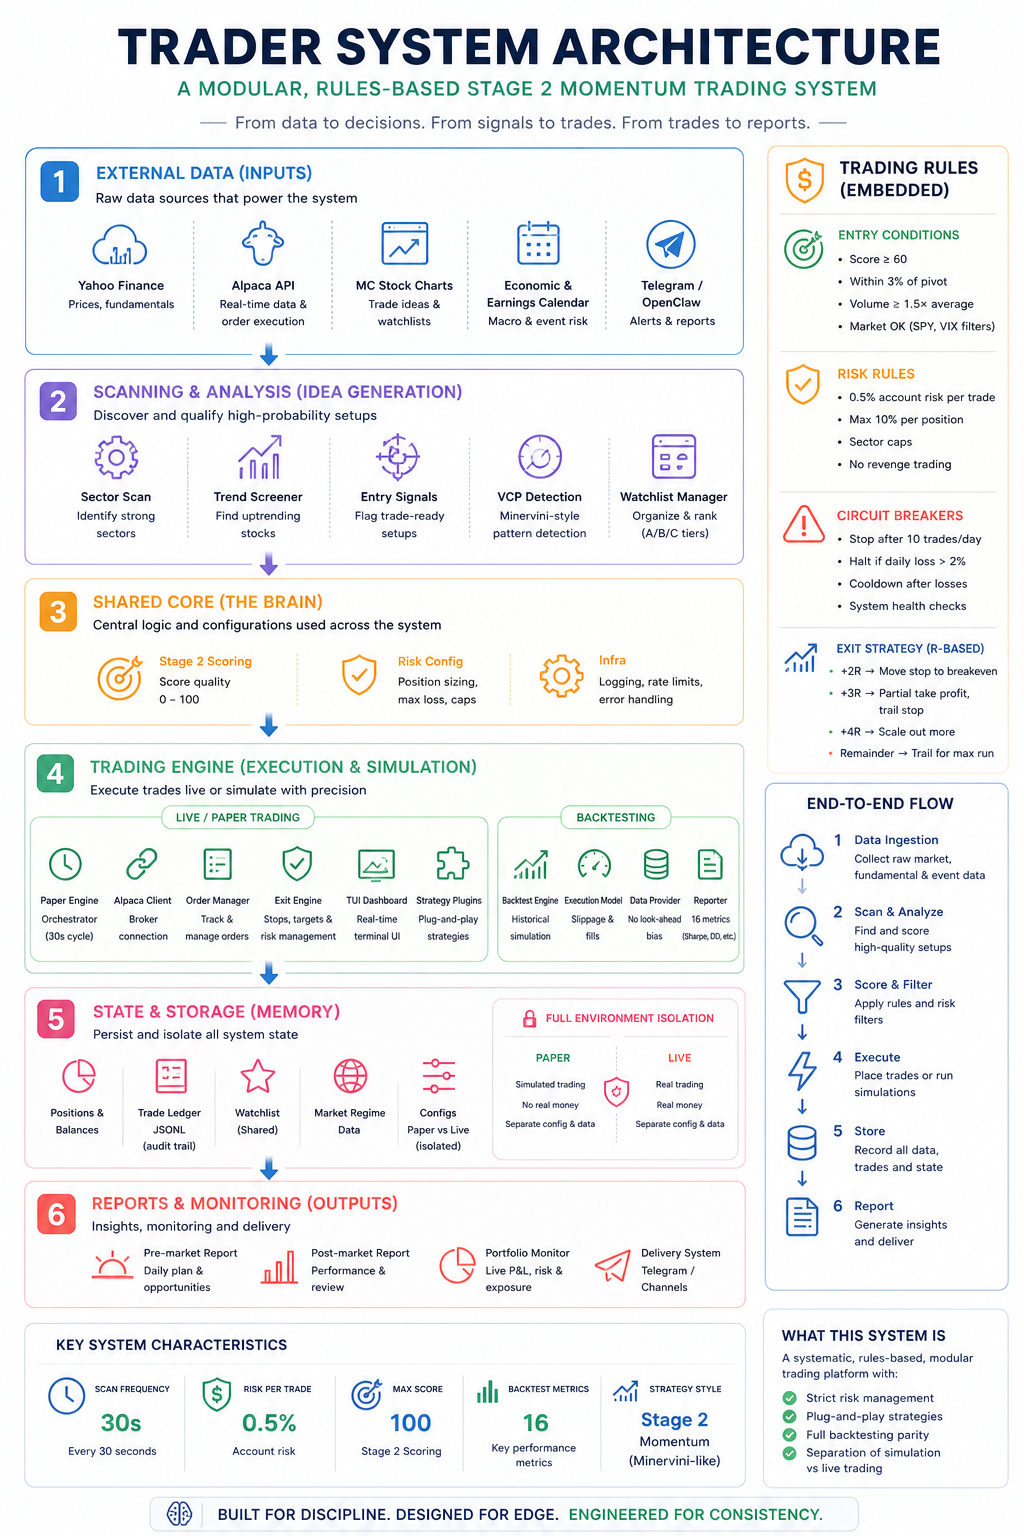 TRADER SYSTEM ARCHITECTURE
A MODULAR, RULES-BASED STAGE 2 MOMENTUM TRADING SYSTEM
From data to decisions. From signals to trades. From trades to reports.
1
EXTERNAL DATA (INPUTS)
Raw data sources that power the system
Yahoo Finance
Prices, fundamentals
Alpaca API
Real-time data &
order execution
MC Stock Charts
Trade ideas &
watchlists
Economic &
Earnings Calendar
Macro & event risk
Telegram /
OpenClaw
Alerts & reports
2
SCANNING & ANALYSIS (IDEA GENERATION)
Discover and qualify high-probability setups
Sector Scan
Identify strong
sectors
Trend Screener
Find uptrending
stocks
Entry Signals
Flag trade-ready
setups
VCP Detection
Minervini-style
pattern detection
Watchlist Manager
Organize & rank
(A/B/C tiers)
3
SHARED CORE (THE BRAIN)
Central logic and configurations used across the system
Stage 2 Scoring
Score quality
0 – 100
Risk Config
Position sizing,
max loss, caps
Infra
Logging, rate limits,
error handling
4
TRADING ENGINE (EXECUTION & SIMULATION)
Execute trades live or simulate with precision
LIVE / PAPER TRADING
Paper Engine
Orchestrator
(30s cycle)
Alpaca Client
Broker
connection
Order Manager
Track &
manage orders
Exit Engine
Stops, targets &
risk management
TUI Dashboard
Real-time
terminal UI
Strategy Plugins
Plug-and-play
strategies
BACKTESTING
Backtest Engine
Historical
simulation
Execution Model
Slippage &
fills
Data Provider
No look-ahead
bias
Reporter
16 metrics
(Sharpe, DD, etc.)
5
STATE & STORAGE (MEMORY)
Persist and isolate all system state
Positions &
Balances
Trade Ledger
JSONL
(audit trail)
Watchlist
(Shared)
Market Regime
Data
Configs
Paper vs Live
(isolated)
FULL ENVIRONMENT ISOLATION
PAPER
Simulated trading
No real money
Separate config & data
LIVE
Real trading
Real money
Separate config & data
6
REPORTS & MONITORING (OUTPUTS)
Insights, monitoring and delivery
Pre-market Report
Daily plan &
opportunities
Post-market Report
Performance &
review
Portfolio Monitor
Live P&L, risk &
exposure
Delivery System
Telegram /
Channels
KEY SYSTEM CHARACTERISTICS
SCAN FREQUENCY
30s
Every 30 seconds
$
RISK PER TRADE
0.5%
Account risk
MAX SCORE
100
Stage 2 Scoring
BACKTEST METRICS
16
Key performance
metrics
STRATEGY STYLE
Stage 2
Momentum
(Minervini-like)
$
TRADING RULES
(EMBEDDED)
ENTRY CONDITIONS
• Score ≥ 60
• Within 3% of pivot
• Volume ≥ 1.5× average
• Market OK (SPY, VIX filters)
RISK RULES
• 0.5% account risk per trade
• Max 10% per position
• Sector caps
• No revenge trading
CIRCUIT BREAKERS
• Stop after 10 trades/day
• Halt if daily loss > 2%
• Cooldown after losses
• System health checks
EXIT STRATEGY (R-BASED)
• +2R → Move stop to breakeven
• +3R → Partial take profit,
trail stop
• +4R → Scale out more
• Remainder → Trail for max run
END-TO-END FLOW
1 Data Ingestion
Collect raw market,
fundamental & event data
2 Scan & Analyze
Find and score
high-quality setups
3 Score & Filter
Apply rules and risk
filters
4 Execute
Place trades or run
simulations
5 Store
Record all data,
trades and state
6 Report
Generate insights
and deliver
WHAT THIS SYSTEM IS
A systematic, rules-based, modular
trading platform with:
Strict risk management
Plug-and-play strategies
Full backtesting parity
Separation of simulation
vs live trading
BUILT FOR DISCIPLINE. DESIGNED FOR EDGE. ENGINEERED FOR CONSISTENCY.